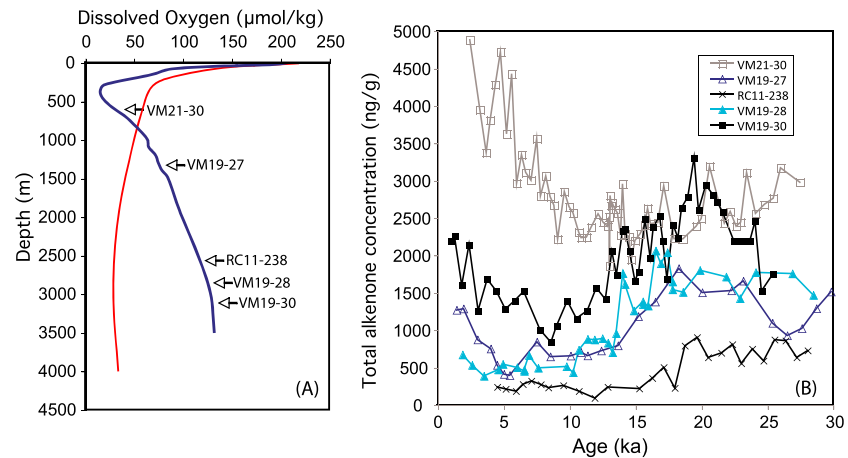 Dissolved Oxygen (µmol/kg)
0 50 100 150 200 250
Depth (m)
0
500
1000
1500
2000
2500
3000
3500
4000
4500
VM21-30
VM19-27
RC11-238
VM19-28
VM19-30
(A)
Total alkenone concentration (ng/g)
5000
4500
4000
3500
3000
2500
2000
1500
1000
500
0
VM21-30
VM19-27
RC11-238
VM19-28
VM19-30
(B)
0 5 10 15 20 25 30
Age (ka)